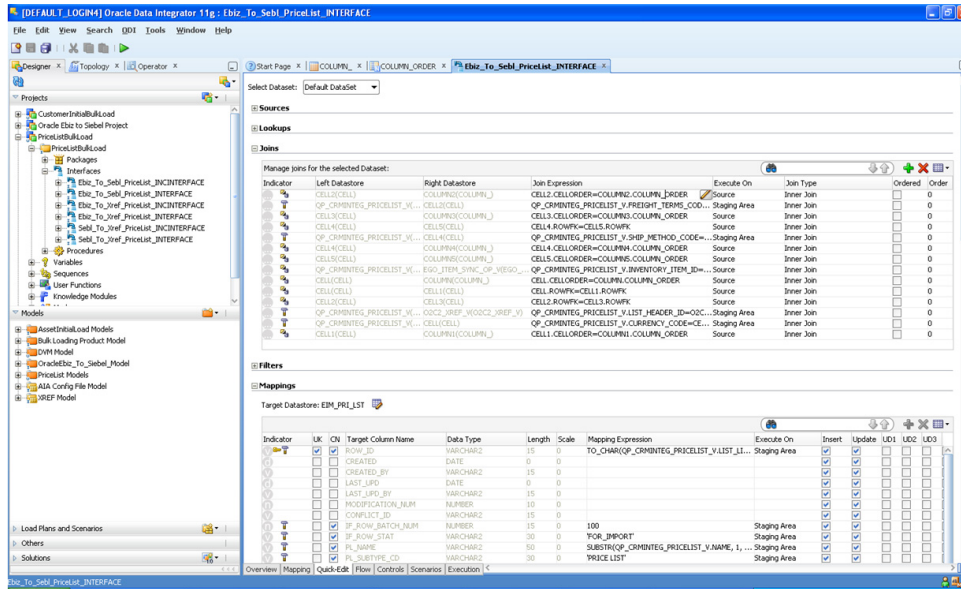 [DEFAULT_LOGIN4] Oracle Data Integrator 11g : Ebiz_To_Sebl_PriceList_INTERFACE
File Edit View Search ODI Tools Window Help
Designer x Topology x Operator x
Start Page x COLUMN_ x COLUMN_ORDER x Ebiz_To_Sebl_PriceList_INTERFACE x
Select Dataset: Default DataSet
Projects
CustomerInitialBulkLoad
Oracle Ebiz to Siebel Project
PriceListBulkLoad
PriceListBulkLoad
Packages
Interfaces
Ebiz_To_Sebl_PriceList_INCINTERFACE
Ebiz_To_Sebl_PriceList_INTERFACE
Ebiz_To_Xref_PriceList_INCINTERFACE
Ebiz_To_Xref_PriceList_INTERFACE
Sebl_To_Xref_PriceList_INCINTERFACE
Sebl_To_Xref_PriceList_INTERFACE
Procedures
Variables
Sequences
User Functions
Knowledge Modules
Models
AssetInitialLoad Models
Bulk Loading Product Model
DVM Model
OracleEbiz_To_Siebel_Model
PriceList Models
AIA Config File Model
XREF Model
Load Plans and Scenarios
Others
Solutions
Sources
Lookups
Joins
Manage joins for the selected Dataset:
Indicator Left Datastore Right Datastore Join Expression Execute On Join Type Ordered Order
CELL2(CELL) COLUMN2(COLUMN_) CELL2.CELLORDER=COLUMN2.COLUMN_ORDER Source Inner Join 0
QP_CRMINTEG_PRICELIST_V(... CELL2(CELL) QP_CRMINTEG_PRICELIST_V.FREIGHT_TERMS_COD... Staging Area Inner Join 0
CELL3(CELL) COLUMN3(COLUMN_) CELL3.CELLORDER=COLUMN3.COLUMN_ORDER Source Inner Join 0
CELL4(CELL) CELL5(CELL) CELL4.ROWFK=CELL5.ROWFK Source Inner Join 0
QP_CRMINTEG_PRICELIST_V(... CELL4(CELL) QP_CRMINTEG_PRICELIST_V.SHIP_METHOD_CODE=... Staging Area Inner Join 0
CELL4(CELL) COLUMN4(COLUMN_) CELL4.CELLORDER=COLUMN4.COLUMN_ORDER Source Inner Join 0
CELL5(CELL) COLUMN5(COLUMN_) CELL5.CELLORDER=COLUMN5.COLUMN_ORDER Source Inner Join 0
QP_CRMINTEG_PRICELIST_V(... EGO_ITEM_SYNC_OP_V(EGO_... QP_CRMINTEG_PRICELIST_V.INVENTORY_ITEM_ID=... Source Inner Join 0
CELL(CELL) COLUMN(COLUMN_) CELL.CELLORDER=COLUMN.COLUMN_ORDER Source Inner Join 0
CELL(CELL) CELL1(CELL) CELL.ROWFK=CELL1.ROWFK Source Inner Join 0
CELL2(CELL) CELL3(CELL) CELL2.ROWFK=CELL3.ROWFK Source Inner Join 0
QP_CRMINTEG_PRICELIST_V(... O2C2_XREF_V(O2C2_XREF_V) QP_CRMINTEG_PRICELIST_V.LIST_HEADER_ID=O2C... Staging Area Inner Join 0
QP_CRMINTEG_PRICELIST_V(... CELL(CELL) QP_CRMINTEG_PRICELIST_V.CURRENCY_CODE=CE... Staging Area Inner Join 0
CELL1(CELL) COLUMN1(COLUMN_) CELL1.CELLORDER=COLUMN1.COLUMN_ORDER Source Inner Join 0
Filters
Mappings
Target Datastore: EIM_PRI_LST
Indicator UK CN Target Column Name Data Type Length Scale Mapping Expression Execute On Insert Update UD1 UD2 UD3
ROW_ID VARCHAR2 15 0 TO_CHAR(QP_CRMINTEG_PRICELIST_V.LIST_LI... Staging Area
CREATED DATE 0 0
CREATED_BY VARCHAR2 15 0
LAST_UPD DATE 0 0
LAST_UPD_BY VARCHAR2 15 0
MODIFICATION_NUM NUMBER 10 0
CONFLICT_ID VARCHAR2 15 0
IF_ROW_BATCH_NUM NUMBER 15 0 100 Staging Area
IF_ROW_STAT VARCHAR2 30 0 'FOR_IMPORT' Staging Area
PL_NAME VARCHAR2 50 0 SUBSTR(QP_CRMINTEG_PRICELIST_V.NAME, 1, ... Staging Area
PL_SUBTYPE_CD VARCHAR2 30 0 'PRICE LIST' Staging Area
Overview Mapping Quick-Edit Flow Controls Scenarios Execution
Ebiz_To_Sebl_PriceList_INTERFACE